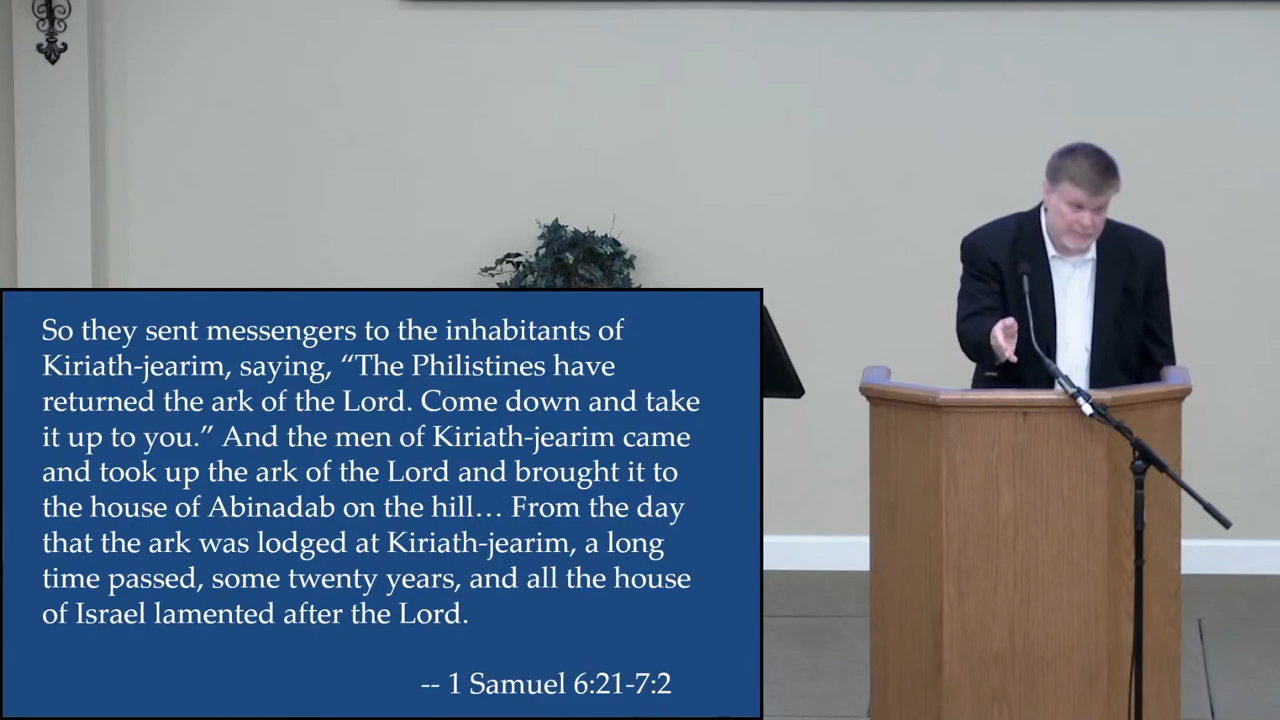 So they sent messengers to the inhabitants of
Kiriath-jearim, saying, “The Philistines have
returned the ark of the Lord. Come down and take
it up to you.” And the men of Kiriath-jearim came
and took up the ark of the Lord and brought it to
the house of Abinadab on the hill… From the day
that the ark was lodged at Kiriath-jearim, a long
time passed, some twenty years, and all the house
of Israel lamented after the Lord.
-- 1 Samuel 6:21-7:2